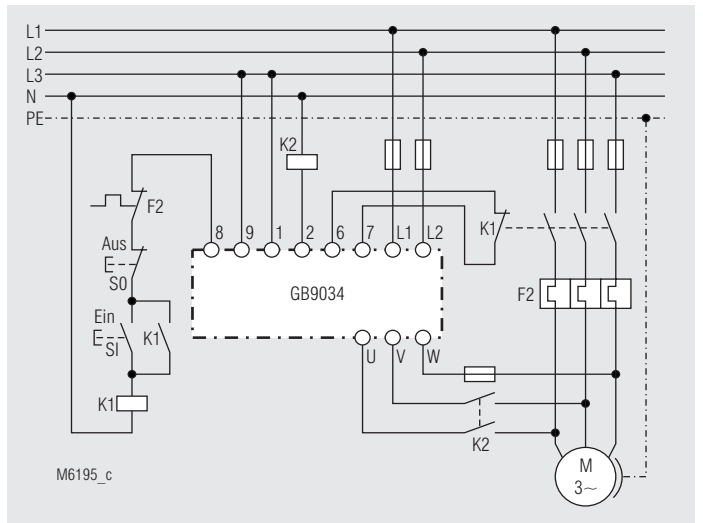 L1
L2
L3
N
PE
K2
F2
8
9
1
2
6
7
L1
L2
K1
Aus
S0
GB9034
F2
Ein
SI
K1
U
V
W
K1
K2
M6195_c
M
3~